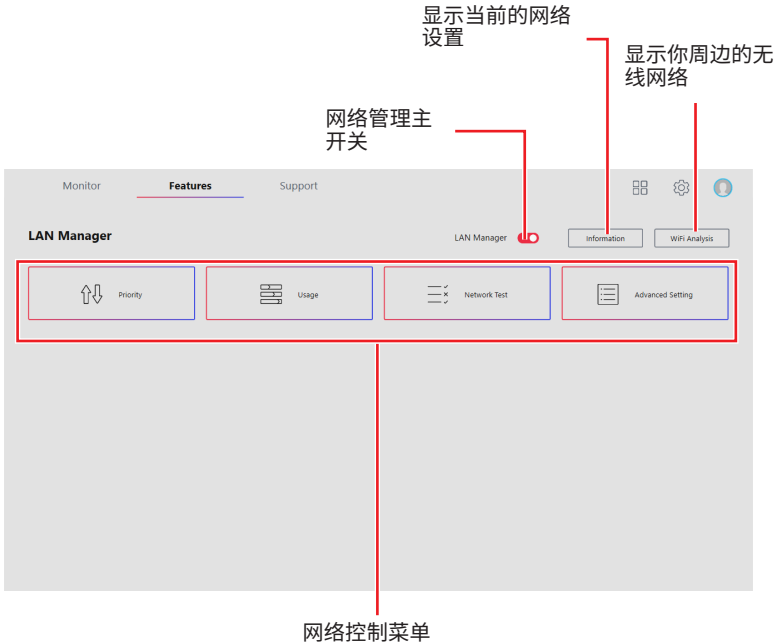 显示当前的网络
设置
显示你周边的无
线网络
网络管理主
开关
Monitor
Features
Support
LAN Manager
LAN Manager
Information
WiFi Analysis
Priority
Usage
Network Test
Advanced Setting
网络控制菜单